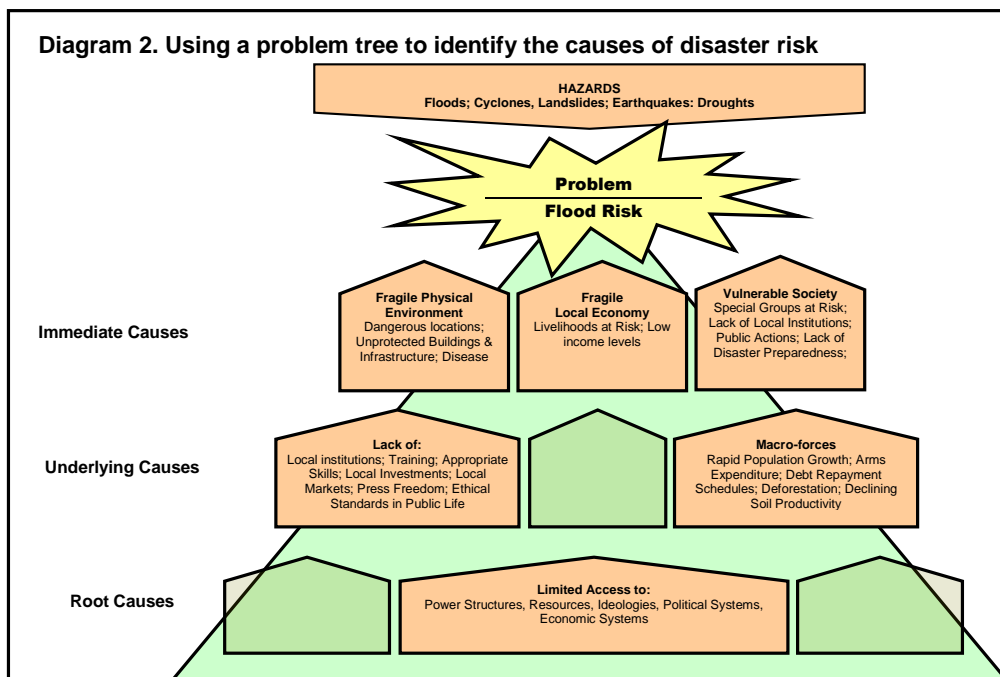 Diagram 2. Using a problem tree to identify the causes of disaster risk
HAZARDS
Floods; Cyclones, Landslides; Earthquakes: Droughts
Problem
Flood Risk
Immediate Causes
Fragile Physical
Environment
Dangerous locations;
Unprotected Buildings &
Infrastructure; Disease
Fragile
Local Economy
Livelihoods at Risk; Low
income levels
Vulnerable Society
Special Groups at Risk;
Lack of Local Institutions;
Public Actions; Lack of
Disaster Preparedness;
Underlying Causes
Lack of:
Local institutions; Training; Appropriate
Skills; Local Investments; Local
Markets; Press Freedom; Ethical
Standards in Public Life
Macro-forces
Rapid Population Growth; Arms
Expenditure; Debt Repayment
Schedules; Deforestation; Declining
Soil Productivity
Root Causes
Limited Access to:
Power Structures, Resources, Ideologies, Political Systems,
Economic Systems